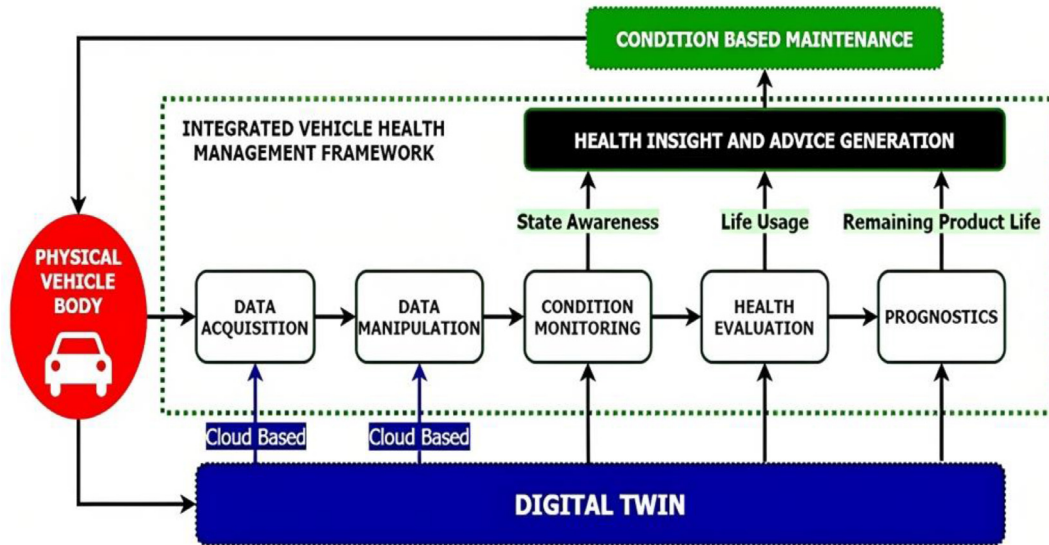 CONDITION BASED MAINTENANCE
INTEGRATED VEHICLE HEALTH
MANAGEMENT FRAMEWORK
HEALTH INSIGHT AND ADVICE GENERATION
State Awareness
Life Usage
Remaining Product Life
PHYSICAL
VEHICLE
BODY
DATA
ACQUISITION
DATA
MANIPULATION
CONDITION
MONITORING
HEALTH
EVALUATION
PROGNOSTICS
Cloud Based
Cloud Based
DIGITAL TWIN